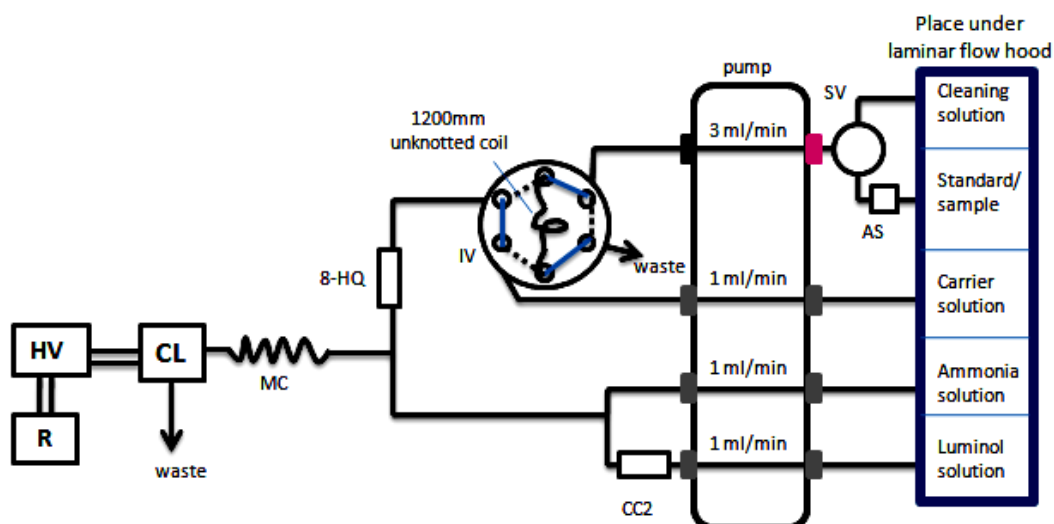 Place under
laminar flow hood
pump
SV
Cleaning
solution
1200mm
unknotted coil
3 ml/min
Standard/
sample
AS
IV
waste
8-HQ
1 ml/min
Carrier
solution
HV
CL
MC
1 ml/min
Ammonia
solution
R
waste
1 ml/min
Luminol
solution
CC2